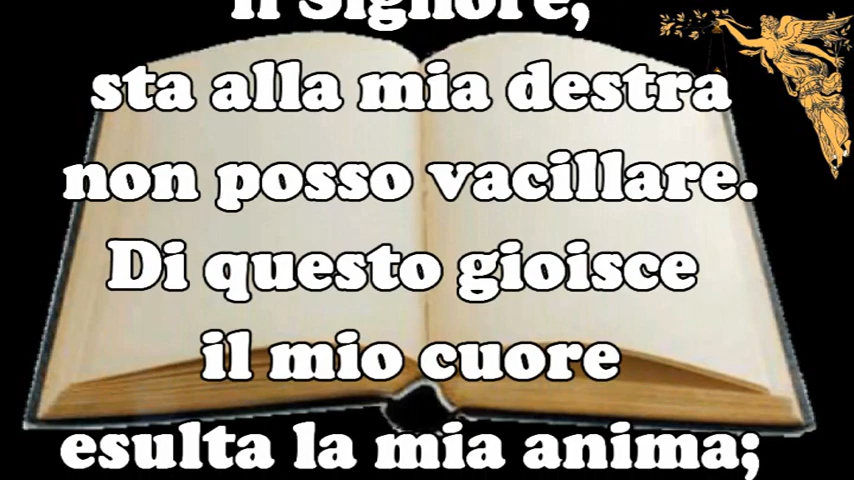 il Signore,
sta alla mia destra
non posso vacillare.
Di questo gioisce
il mio cuore
esulta la mia anima;